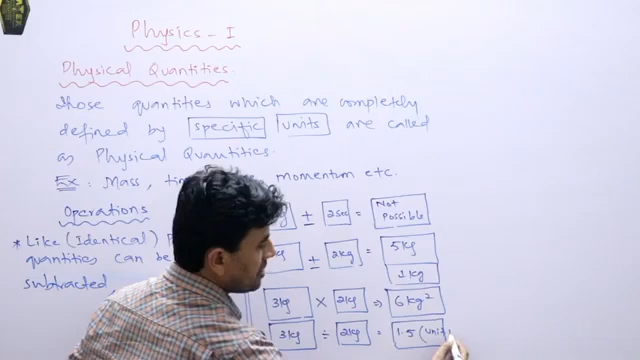 Physics - I
Physical Quantities.
Those quantities which are completely
defined by specific units are called
as Physical Quantities.
Ex: Mass, momentum etc.
Operations
± 2sec = Not Possible
* Like (Identical)
quantities can be
subtracted,
± 2kg = 5kg
1kg
3kg × 2kg ⇒ 6kg²
3kg ÷ 2kg = 1.5